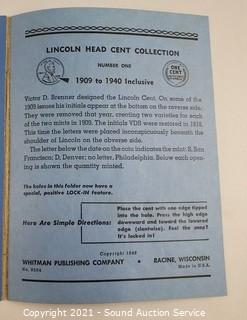 LINCOLN HEAD CENT COLLECTION
NUMBER ONE
1909 to 1940 Inclusive
ONE CENT
Victor D. Brenner designed the Lincoln Cent. On some of the
1909 issues his initials appear at the bottom on the reverse side.
They were removed that year, creating two varieties for each
of the two mints in 1909. The initials VDB were restored in 1918.
This time the letters were placed inconspicuously beneath the
shoulder of Lincoln on the obverse side.
The letter below the date on the coin indicates the mint: S, San
Francisco; D, Denver; no letter, Philadelphia. Below each open-
ing is shown the quantity minted.
The holes in this folder now have a
special, positive LOCK-IN feature.
Here Are Simple Directions:
Place the cent with one edge tipped
into the hole. Press the high edge
downward and toward the lowered
edge (slantwise). Feel the snap?
It's locked in!
Copyright
WHITMAN PUBLISHING COMPANY • RACINE, WISCONSIN
No. 9004
Made in U.S.A.
Copyright 2021 - Sound Auction Service